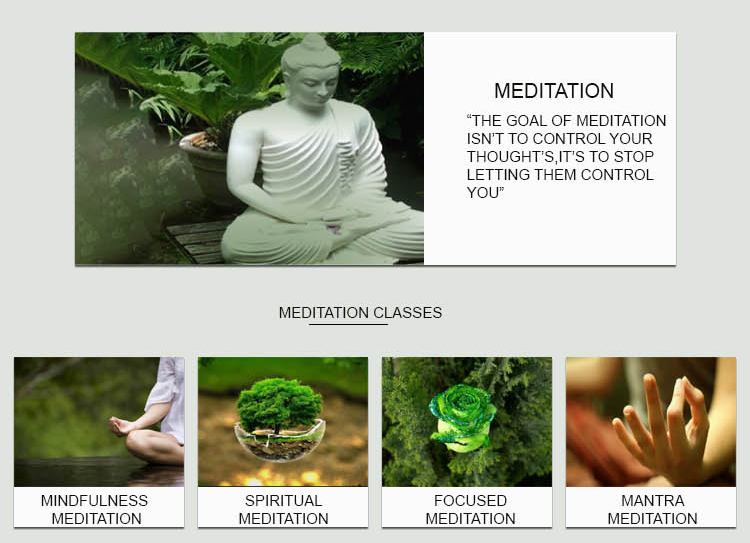 MEDITATION
“THE GOAL OF MEDITATION
ISN’T TO CONTROL YOUR
THOUGHT’S,IT’S TO STOP
LETTING THEM CONTROL
YOU”
MEDITATION CLASSES
MINDFULNESS
MEDITATION
SPIRITUAL
MEDITATION
FOCUSED
MEDITATION
MANTRA
MEDITATION